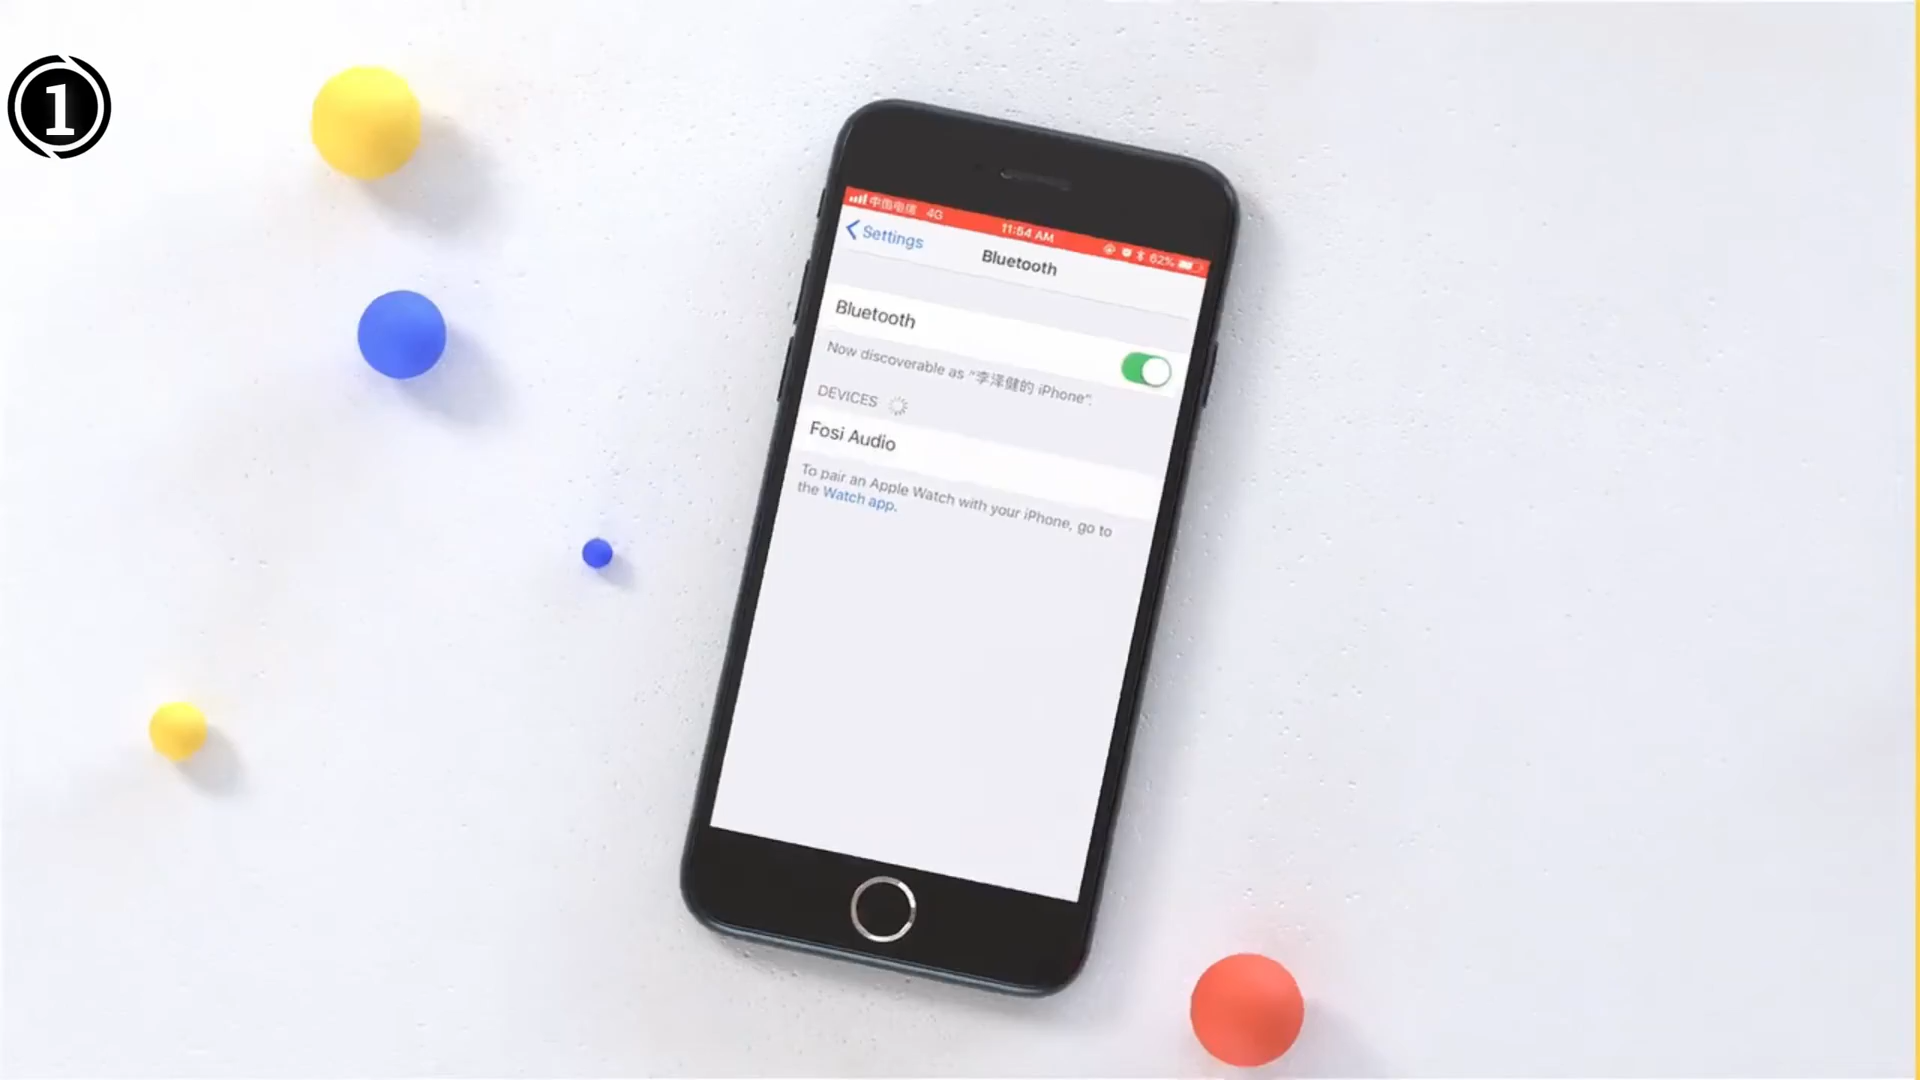 1
中国电信 4G 11:54 AM 62%
Settings
Bluetooth
Bluetooth
Now discoverable as "李泽健的 iPhone".
DEVICES
Fosi Audio
To pair an Apple Watch with your iPhone, go to
the Watch app.